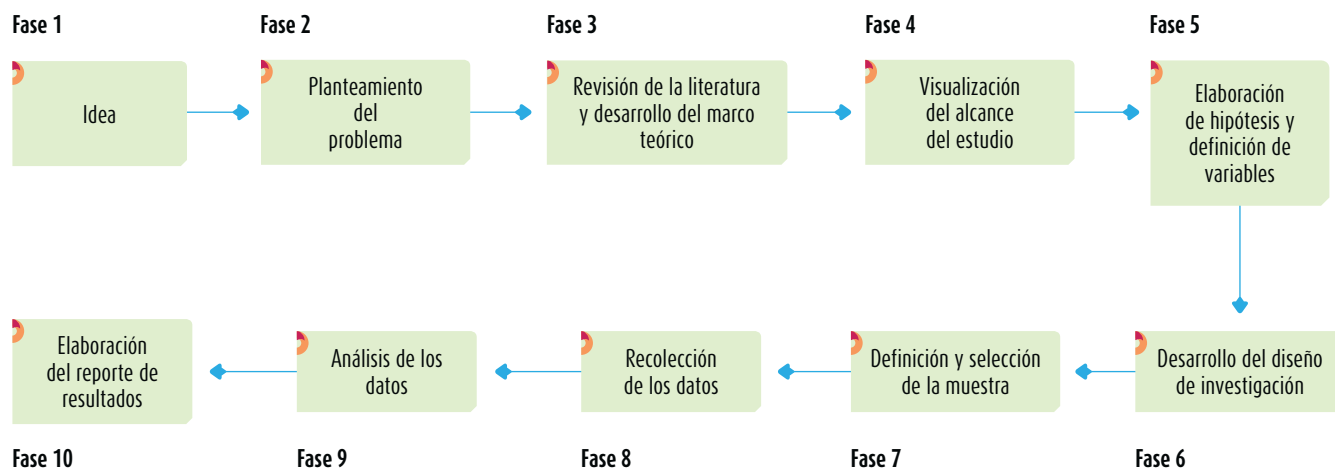 Fase 1
Idea
Fase 2
Planteamiento
del
problema
Fase 3
Revisión de la literatura
y desarrollo del marco
teórico
Fase 4
Visualización
del alcance
del estudio
Fase 5
Elaboración
de hipótesis y
definición de
variables
Desarrollo del diseño
de investigación
Fase 6
Definición y selección
de la muestra
Fase 7
Recolección
de los datos
Fase 8
Análisis de los
datos
Fase 9
Elaboración
del reporte de
resultados
Fase 10